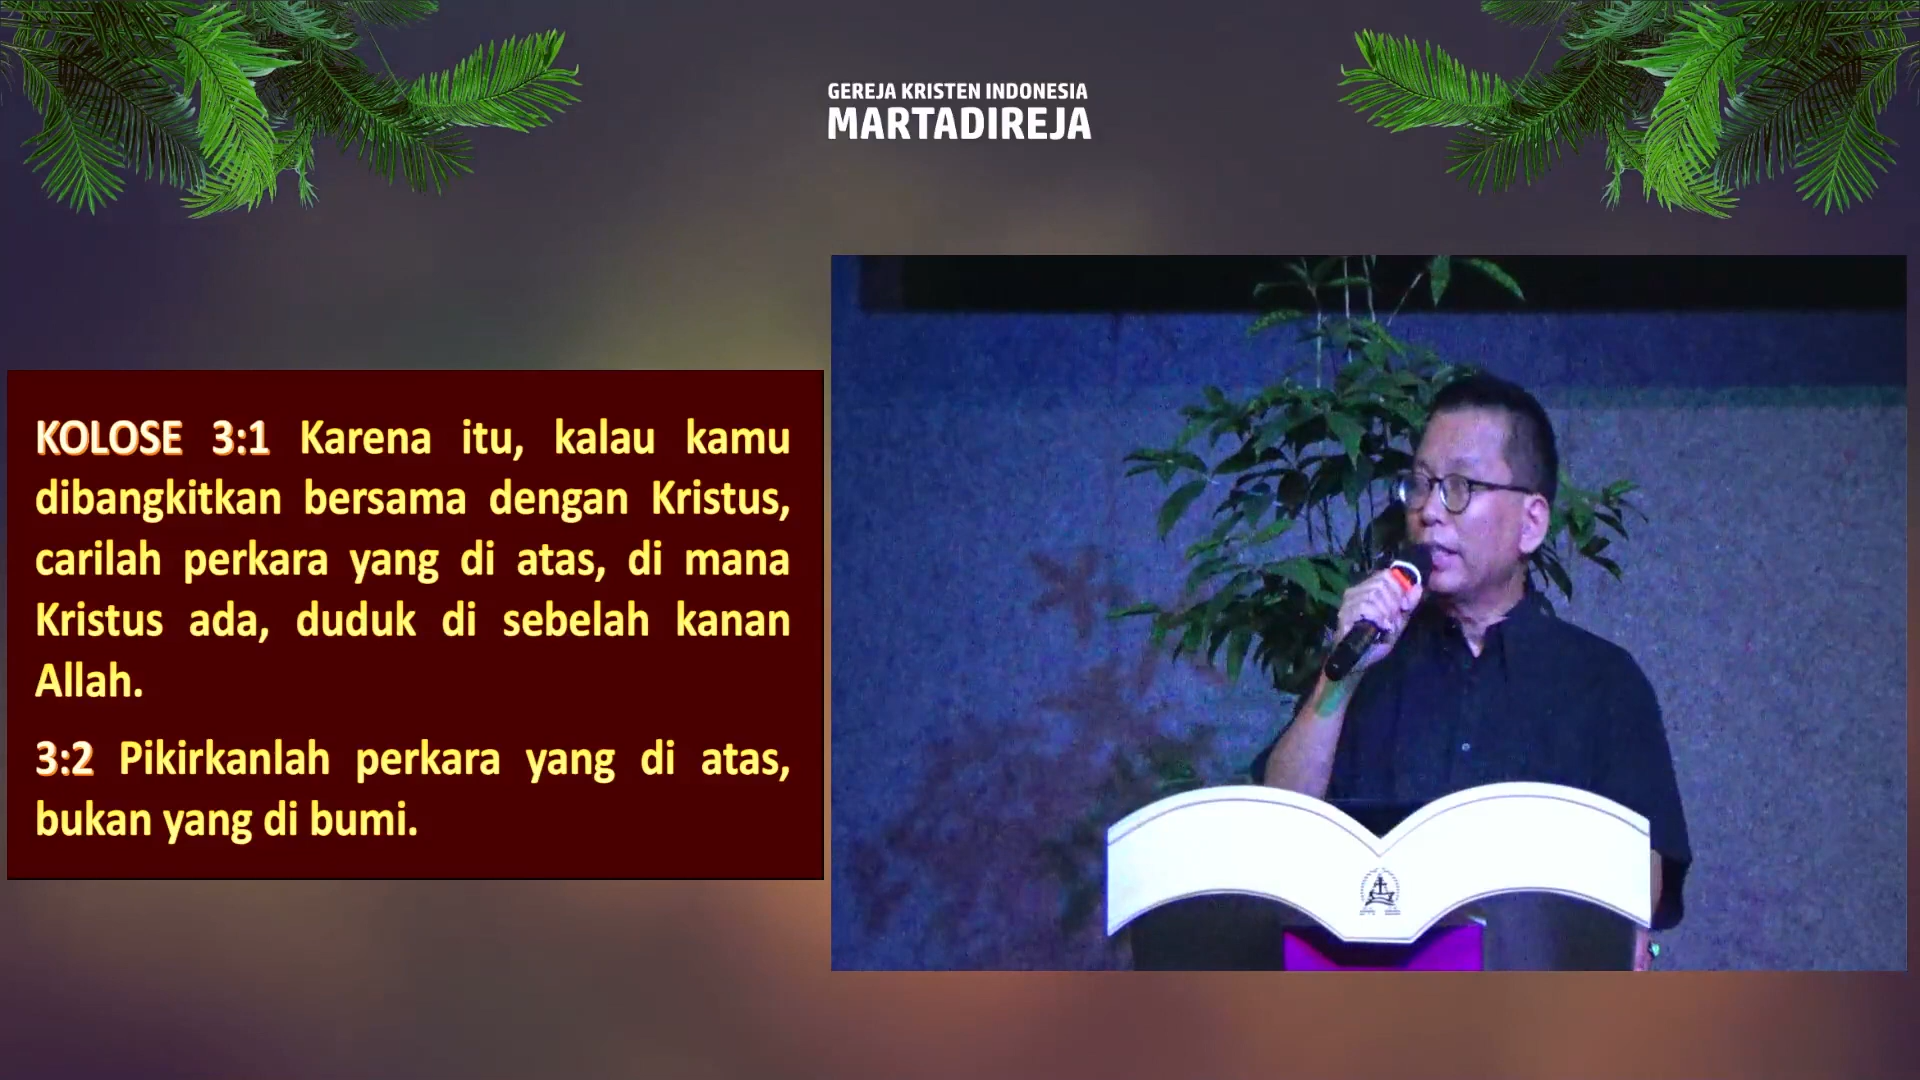 GEREJA KRISTEN INDONESIA
MARTADIREJA
KOLOSE 3:1 Karena itu, kalau kamu
dibangkitkan bersama dengan Kristus,
carilah perkara yang di atas, di mana
Kristus ada, duduk di sebelah kanan
Allah.
3:2 Pikirkanlah perkara yang di atas,
bukan yang di bumi.